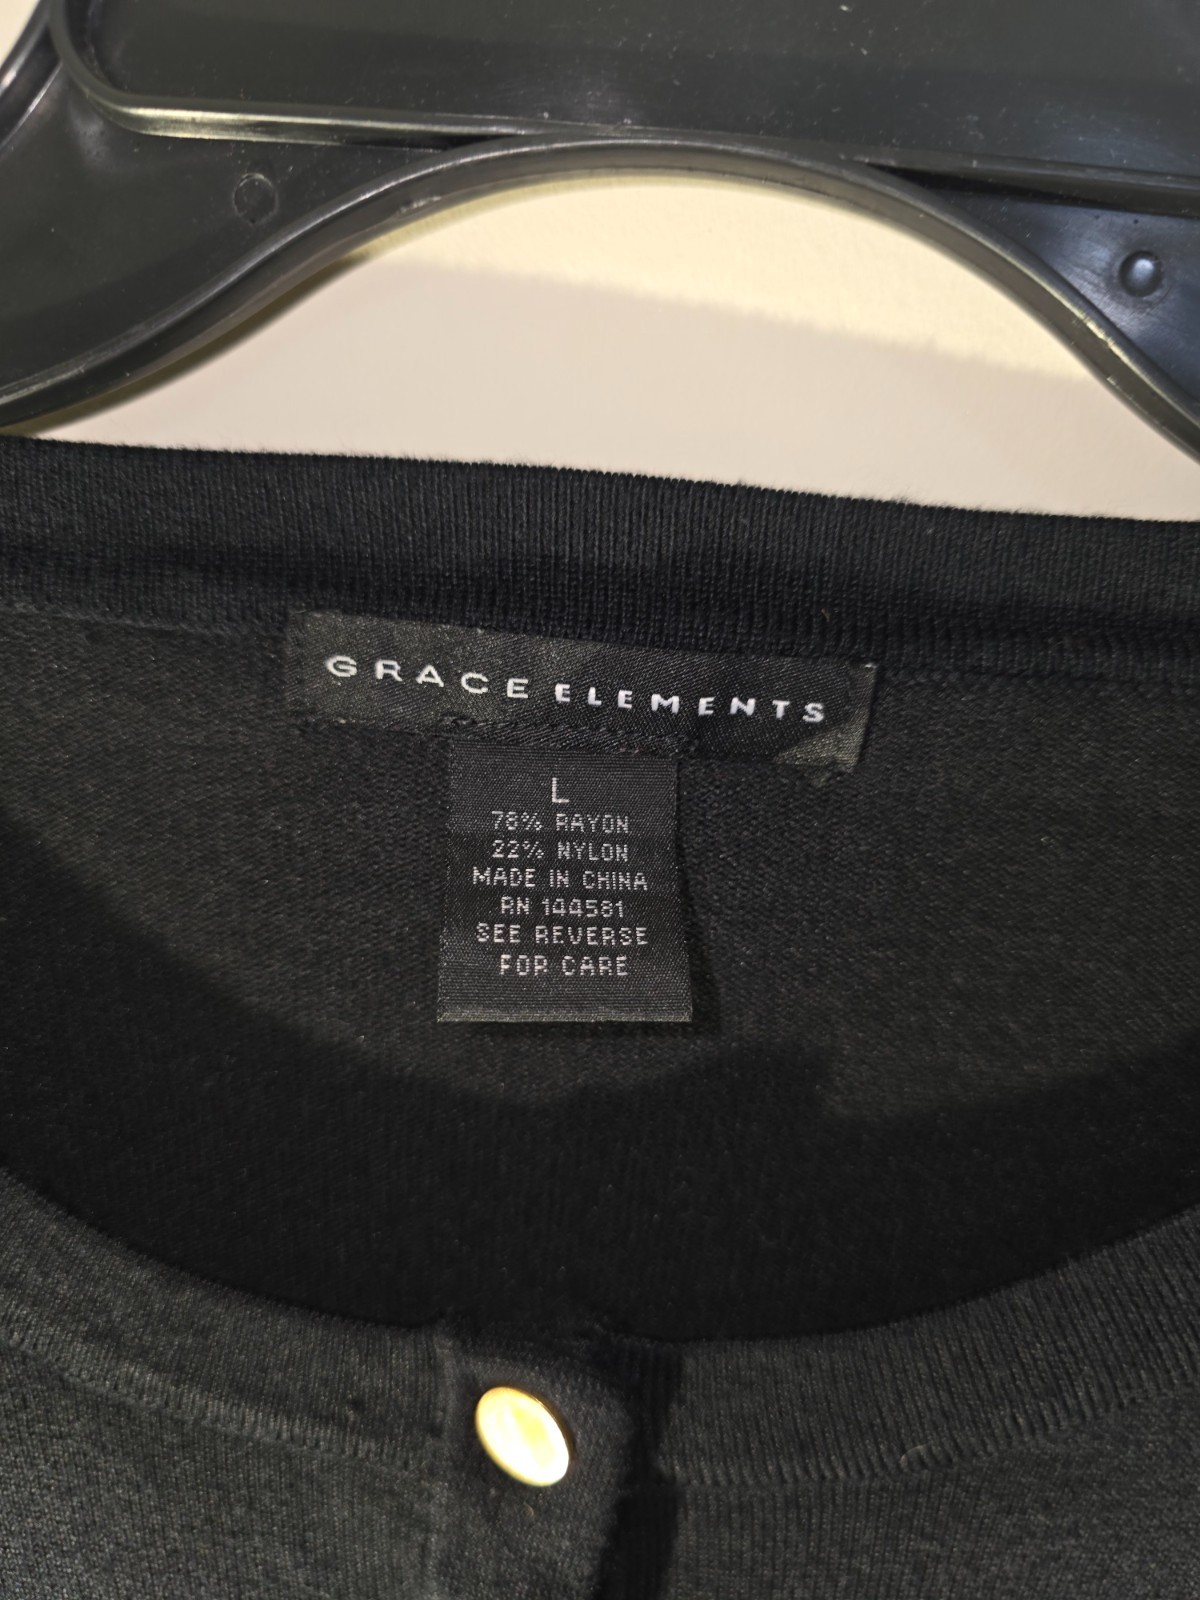 GRACE ELEMENTS
L
78% RAYON
22% NYLON
MADE IN CHINA
RN 144581
SEE REVERSE
FOR CARE